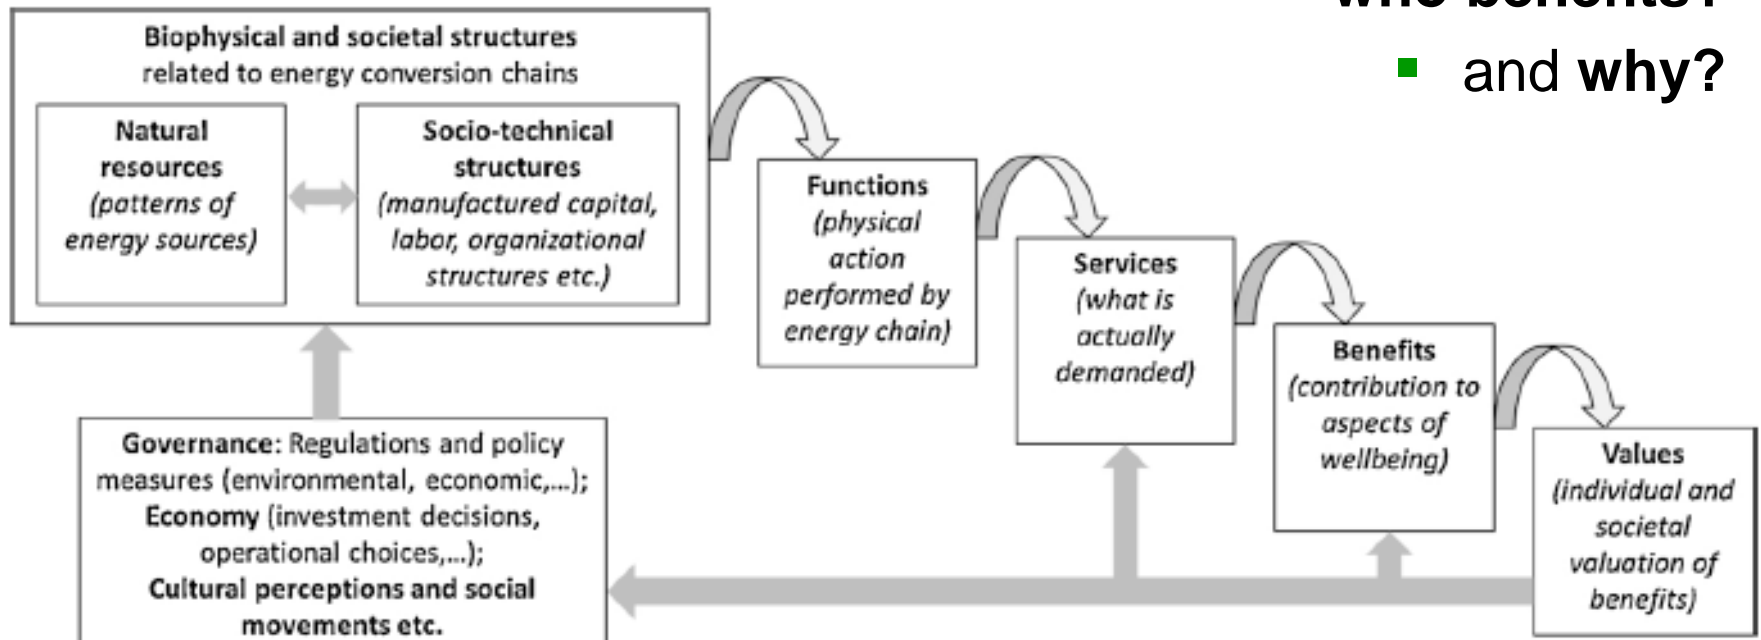 who benefits?
▪ and why?
Biophysical and societal structures
related to energy conversion chains
Natural
resources
(patterns of
energy sources)
Socio-technical
structures
(manufactured capital,
labor, organizational
structures etc.)
Functions
(physical
action
performed by
energy chain)
Services
(what is
actually
demanded)
Benefits
(contribution to
aspects of
wellbeing)
Values
(individual and
societal
valuation of
benefits)
Governance: Regulations and policy
measures (environmental, economic,...);
Economy (investment decisions,
operational choices,...);
Cultural perceptions and social
movements etc.